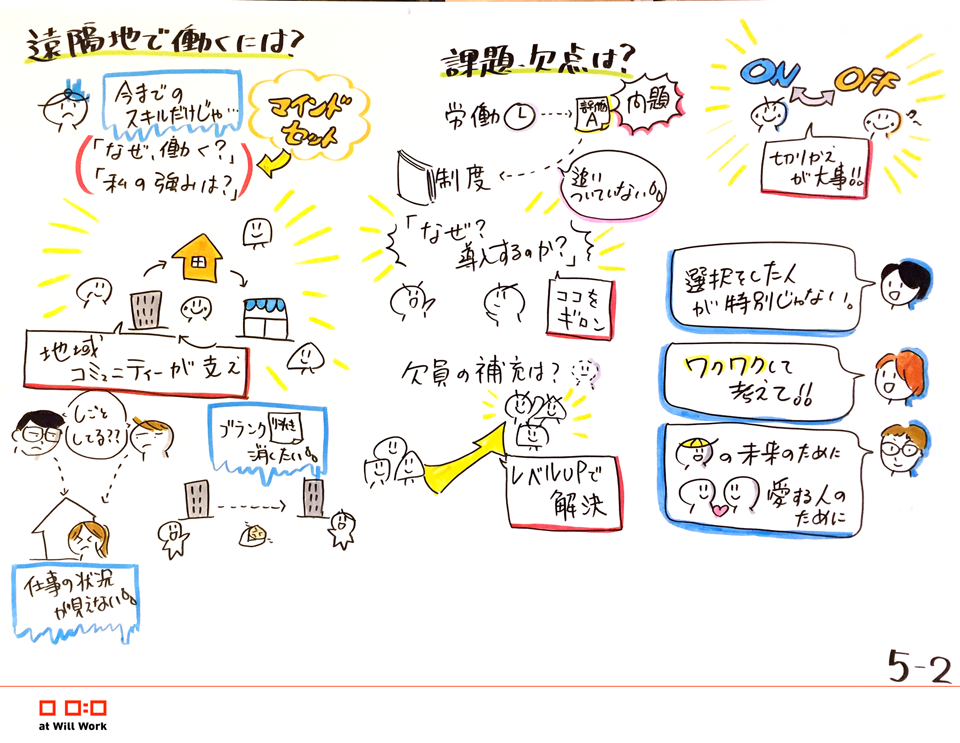 遠隔地で働くには?
今までの
スキルだけじゃ…
マインド
セット
「なぜ、働く?」
「私の強みは?」
地域
コミュニティーが支え
しごと
してる??
ブランク
消したい
仕事の状況
が見えない
課題・欠点は?
労働
評価
A
内題
制度
追い
ついていない
「なぜ?
導入するのか?」
ココを
ギロン
欠員の補充は?
レベルUPで
解決
ON
OFF
切りかえ
が大事!!
選択をした人
が特別じゃない。
ワクワクして
考えて!!
の未来のために
愛する人の
ために
5-2
at Will Work